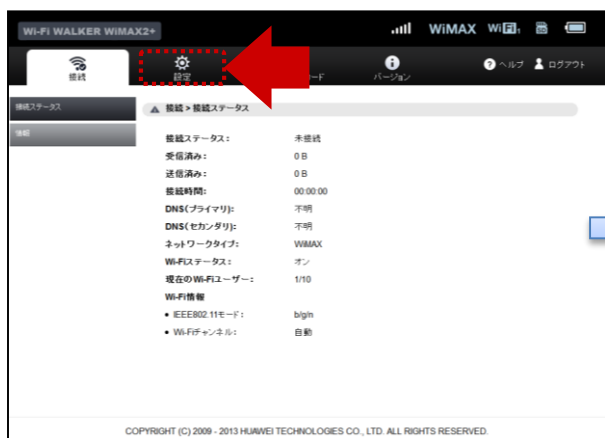 Wi-Fi WALKER WiMAX2+
WiMAX WiFi
接続 設定 ード バージョン ヘルプ ログアウト
接続ステータス
情報
接続 > 接続ステータス
接続ステータス： 未接続
受信済み： 0 B
送信済み： 0 B
接続時間： 00:00:00
DNS(プライマリ): 不明
DNS(セカンダリ): 不明
ネットワークタイプ： WiMAX
Wi-Fiステータス： オン
現在のWi-Fiユーザー： 1/10
Wi-Fi情報
• IEEE802.11モード： b/g/n
• Wi-Fiチャンネル： 自動
COPYRIGHT (C) 2009 - 2013 HUAWEI TECHNOLOGIES CO., LTD. ALL RIGHTS RESERVED.